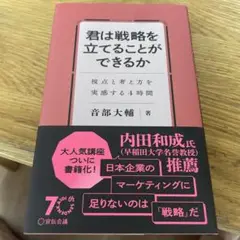 君は戦略を
立てることが
できるか
視点と考え方を
実感する4時間
音部大輔 著
大人気講座
ついに
書籍化!
内田和成氏
(早稲田大学名誉教授)
推薦
日本企業の
マーケティングに
足りないのは「戦略」だ
70
宣伝会議